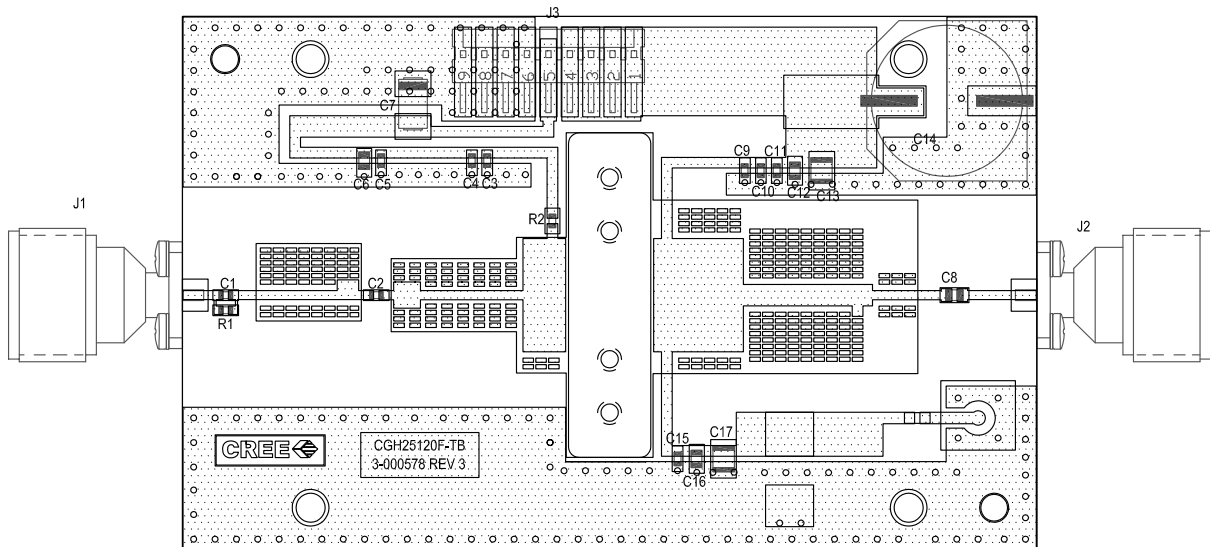 J3
9 8 7 6 5 4 3 2 1
C7
C14
C9 C11
C10 C12 C13
C6 C5 C4 C3
R2
J1
J2
C1
C2
C8
R1
C15 C17
C16
CREE
CGH25120F-TB
3-000578 REV 3